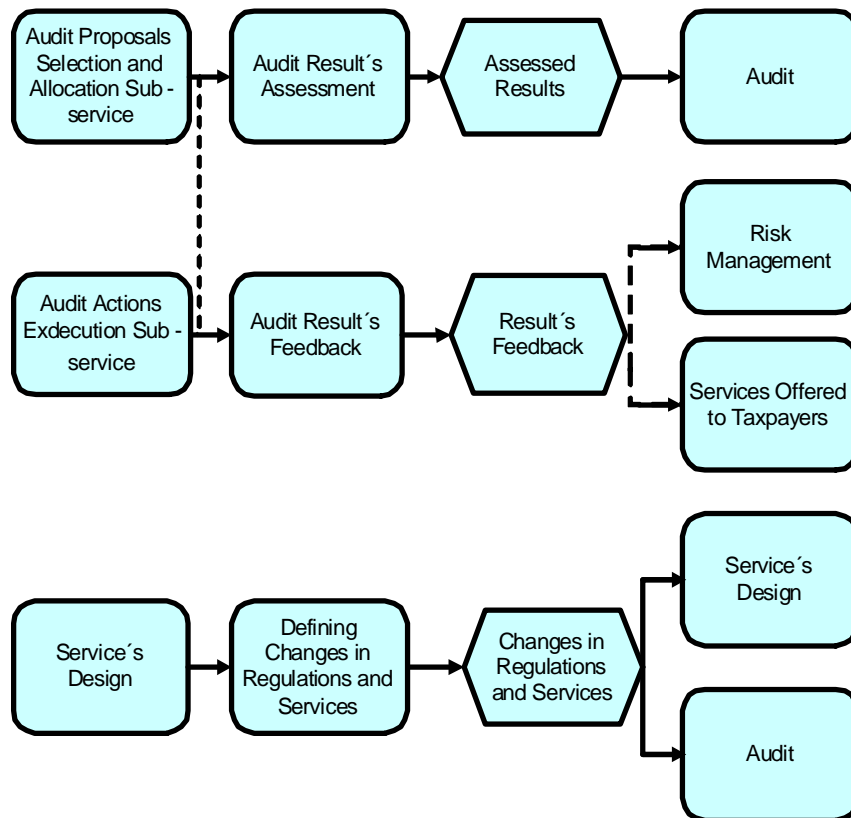 Audit Proposals
Selection and
Allocation Sub -
service
Audit Result´s
Assessment
Assessed
Results
Audit
Risk
Management
Audit Actions
Exdecution Sub -
service
Audit Result´s
Feedback
Result´s
Feedback
Services Offered
to Taxpayers
Service´s
Design
Service´s
Design
Defining
Changes in
Regulations and
Services
Changes in
Regulations
and Services
Audit